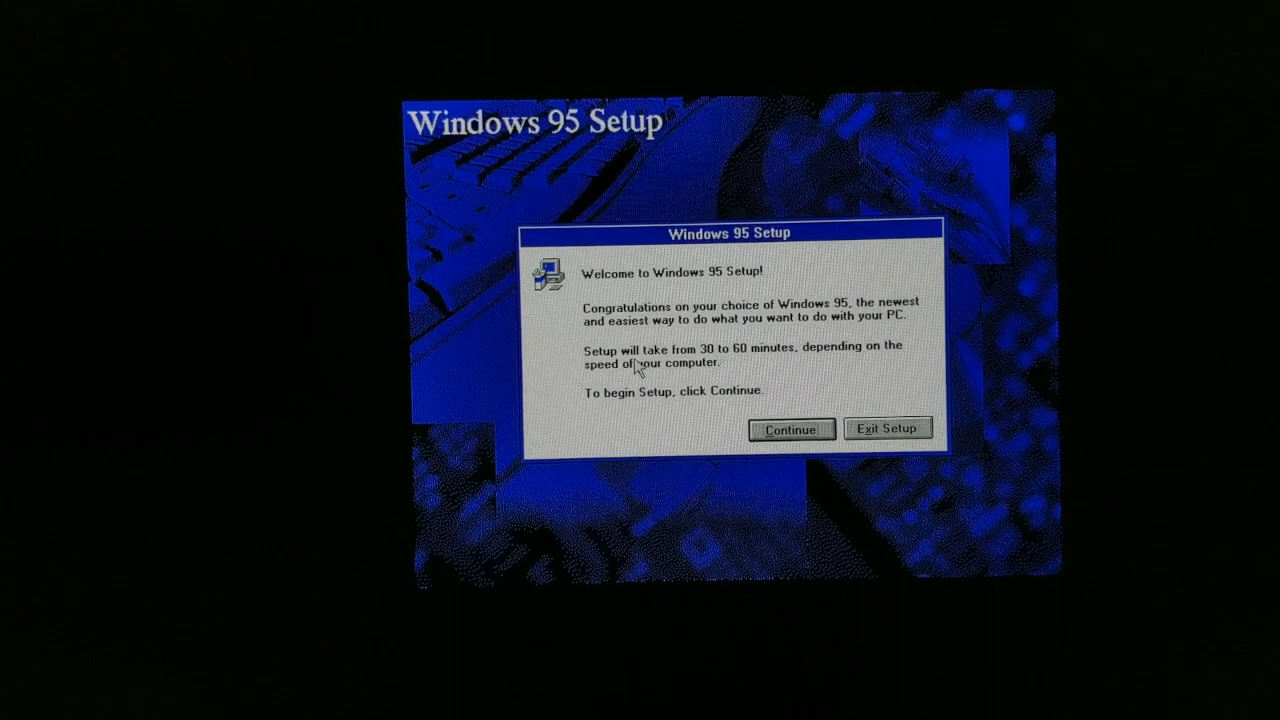 Windows 95 Setup
Windows 95 Setup
Welcome to Windows 95 Setup!
Congratulations on your choice of Windows 95, the newest
and easiest way to do what you want to do with your PC.
Setup will take from 30 to 60 minutes, depending on the
speed of your computer.
To begin Setup, click Continue.
Continue
Exit Setup